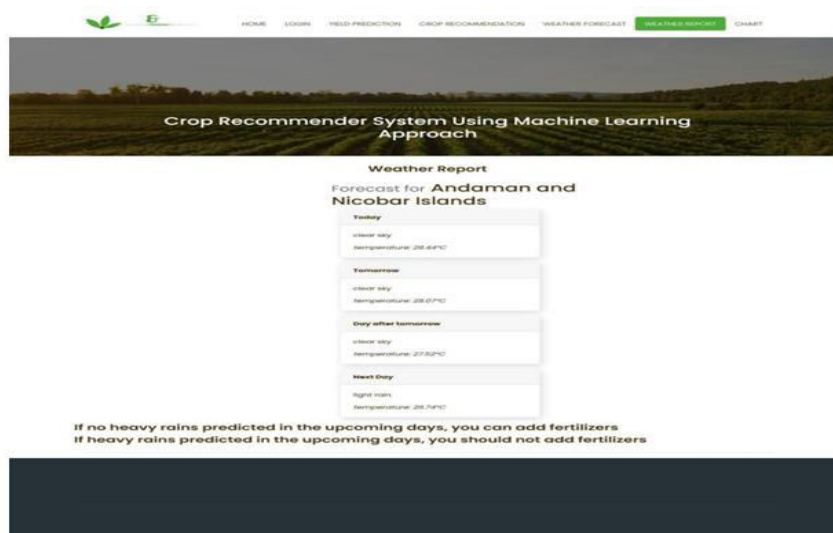 &
HOME LOGIN YIELD PREDICTION CROP RECOMMENDATION WEATHER FORECAST WEATHER REPORT CHART
Crop Recommender System Using Machine Learning
Approach
Weather Report
Forecast for Andaman and
Nicobar Islands
Today
clear sky
temperature: 28.44°C
Tomorrow
clear sky
temperature: 28.07°C
Day after tomorrow
clear sky
temperature: 27.52°C
Next Day
light rain
If no heavy rains predicted in the upcoming days, you can add fertilizers
If heavy rains predicted in the upcoming days, you should not add fertilizers